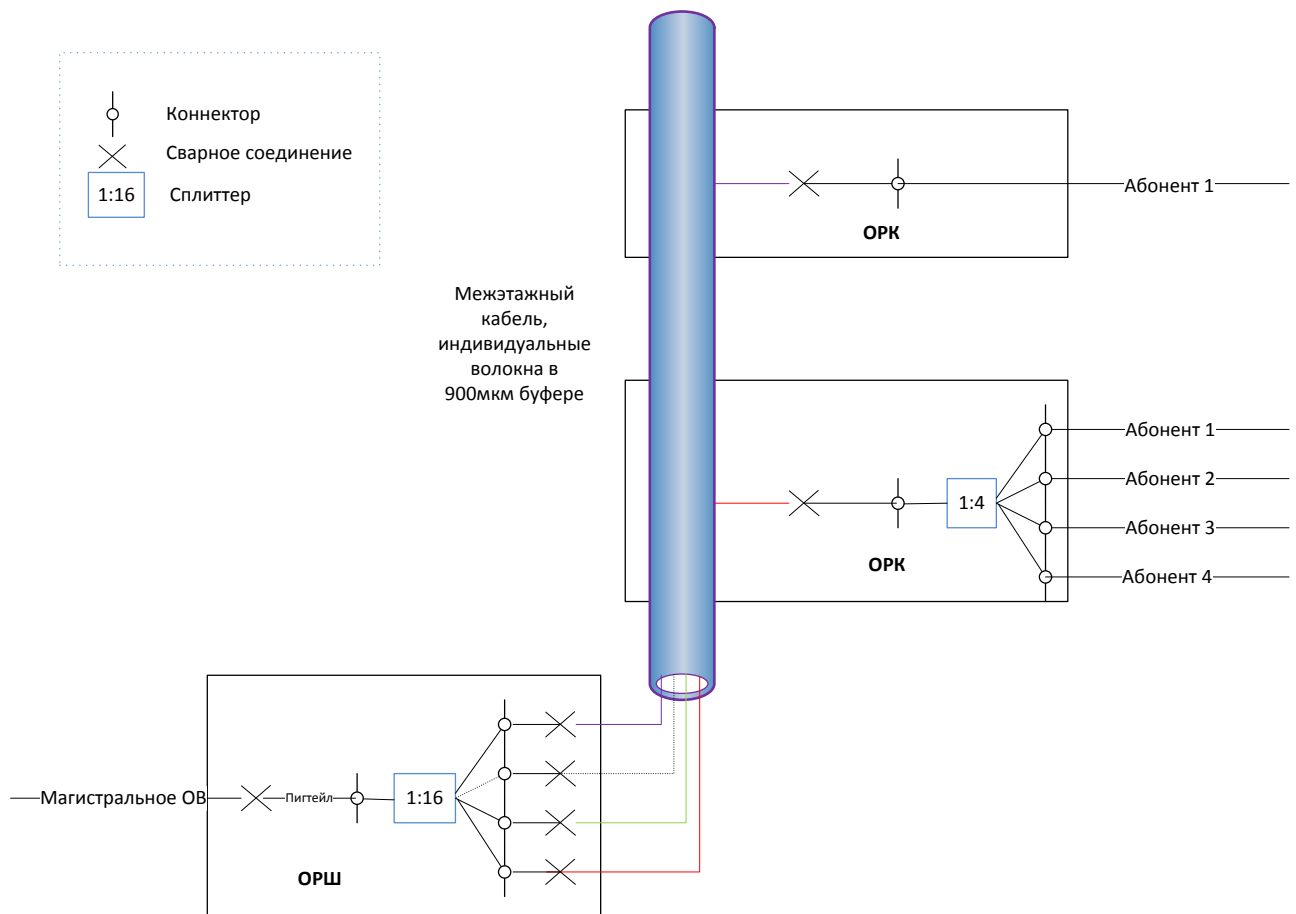 Коннектор
Сварное соединение
1:16
Сплиттер
Абонент 1
ОРК
Межэтажный
кабель,
индивидуальные
волокна в
900мкм буфере
Абонент 1
Абонент 2
1:4
Абонент 3
ОРК
Абонент 4
Магистральное ОВ
Пигтейл
1:16
ОРШ